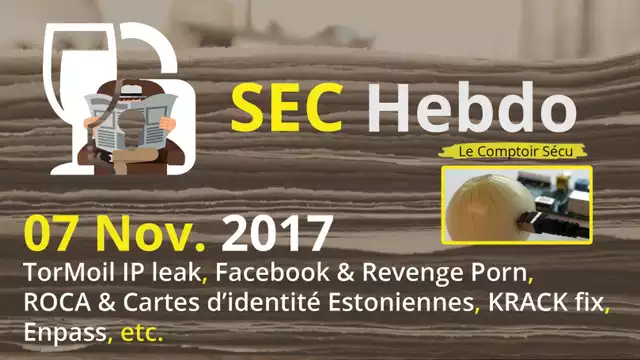 SEC Hebdo
Le Comptoir Sécu
07 Nov. 2017
TorMoil IP leak, Facebook & Revenge Porn,
ROCA & Cartes d’identité Estoniennes, KRACK fix,
Enpass, etc.